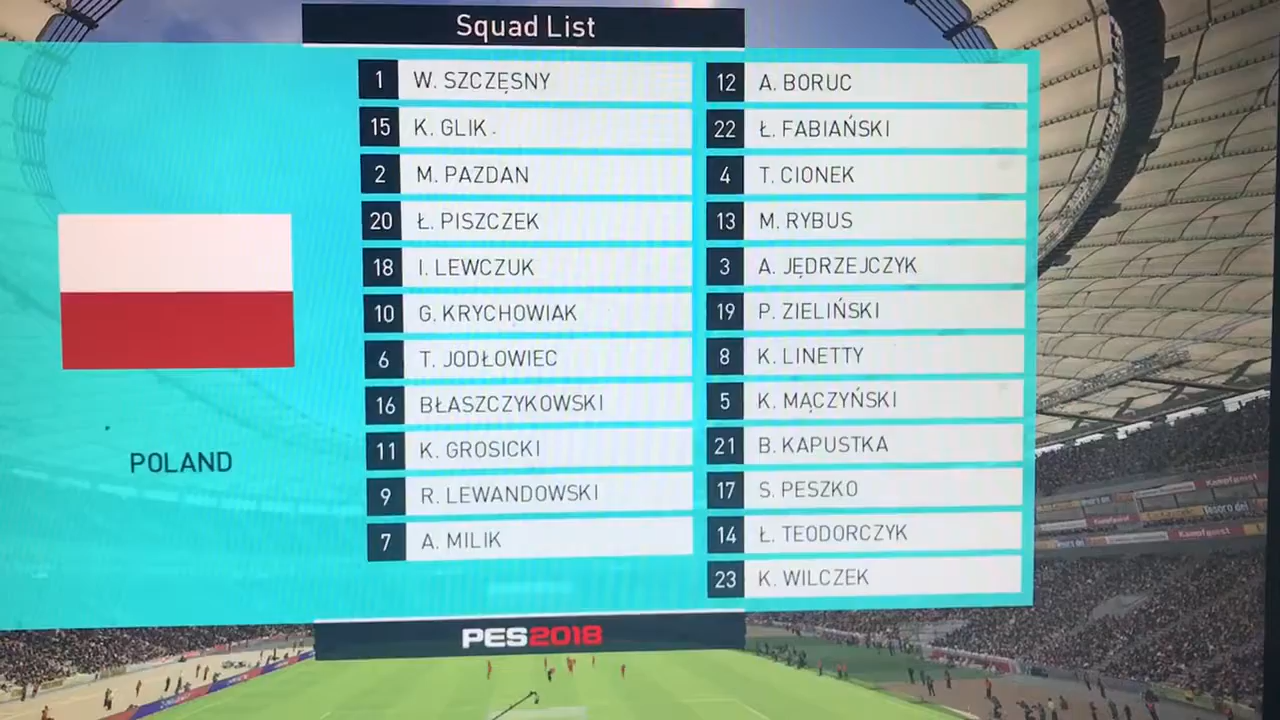 Squad List
1 W. SZCZĘSNY
15 K. GLIK
2 M. PAZDAN
20 Ł. PISZCZEK
18 I. LEWCZUK
10 G. KRYCHOWIAK
6 T. JODŁOWIEC
16 BŁASZCZYKOWSKI
11 K. GROSICKI
9 R. LEWANDOWSKI
7 A. MILIK
12 A. BORUC
22 Ł. FABIAŃSKI
4 T. CIONEK
13 M. RYBUS
3 A. JĘDRZEJCZYK
19 P. ZIELIŃSKI
8 K. LINETTY
5 K. MĄCZYŃSKI
21 B. KAPUSTKA
17 S. PESZKO
14 Ł. TEODORCZYK
23 K. WILCZEK
POLAND
PES2018